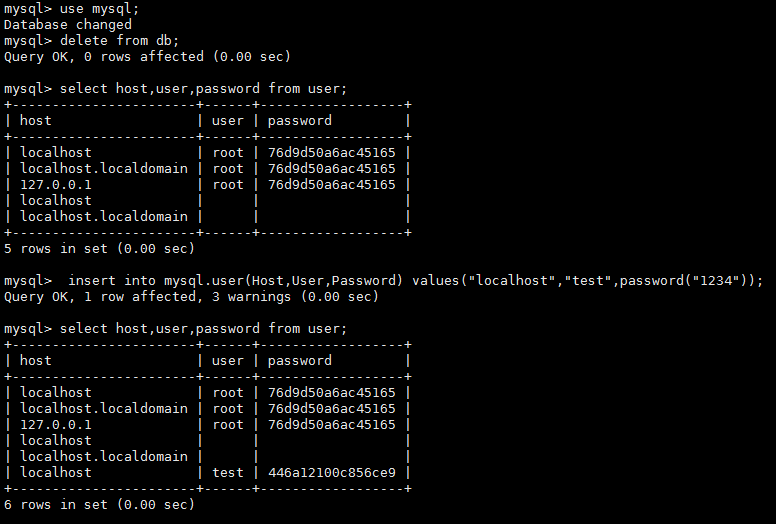 mysql> use mysql;
Database changed
mysql> delete from db;
Query OK, 0 rows affected (0.00 sec)

mysql> select host,user,password from user;
+-----------------------+------+------------------+
| host                  | user | password         |
+-----------------------+------+------------------+
| localhost             | root | 76d9d50a6ac45165 |
| localhost.localdomain | root | 76d9d50a6ac45165 |
| 127.0.0.1             | root | 76d9d50a6ac45165 |
| localhost             |      |                  |
| localhost.localdomain |      |                  |
+-----------------------+------+------------------+
5 rows in set (0.00 sec)

mysql>  insert into mysql.user(Host,User,Password) values("localhost","test",password("1234"));
Query OK, 1 row affected, 3 warnings (0.00 sec)

mysql> select host,user,password from user;
+-----------------------+------+------------------+
| host                  | user | password         |
+-----------------------+------+------------------+
| localhost             | root | 76d9d50a6ac45165 |
| localhost.localdomain | root | 76d9d50a6ac45165 |
| 127.0.0.1             | root | 76d9d50a6ac45165 |
| localhost             |      |                  |
| localhost.localdomain |      |                  |
| localhost             | test | 446a12100c856ce9 |
+-----------------------+------+------------------+
6 rows in set (0.00 sec)